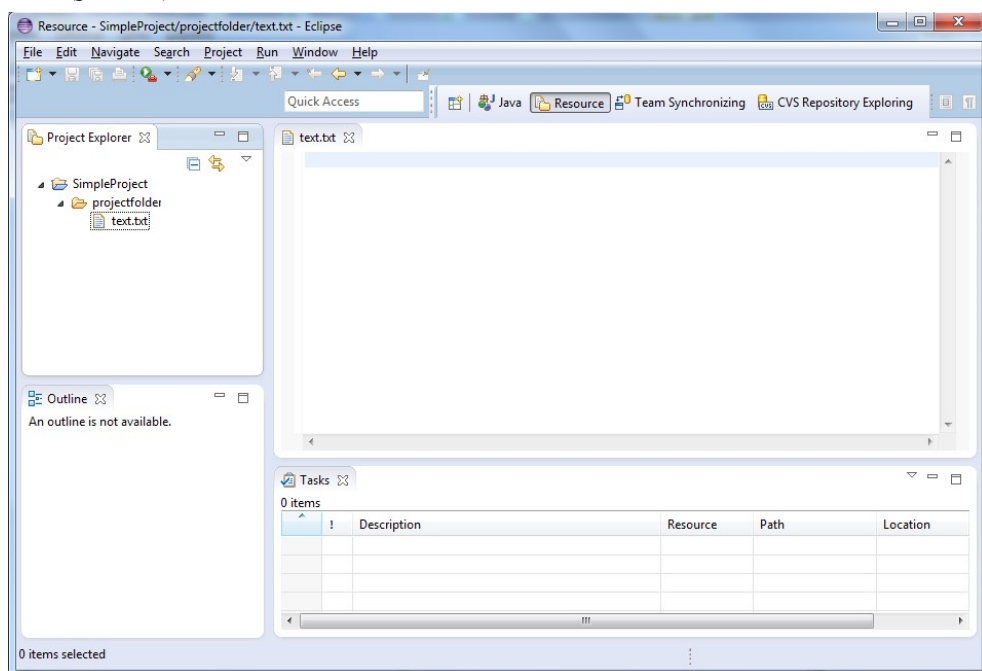 Resource - SimpleProject/projectfolder/text.txt - Eclipse
File Edit Navigate Search Project Run Window Help
Quick Access Java Resource Team Synchronizing CVS Repository Exploring
Project Explorer
SimpleProject
projectfolder
text.txt
text.txt
Outline
An outline is not available.
Tasks
0 items
! Description Resource Path Location
0 items selected